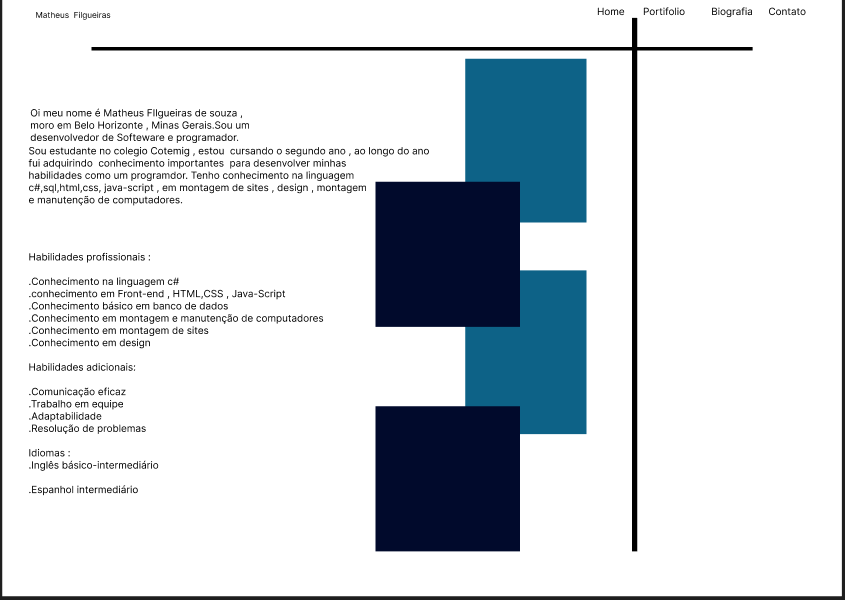 Matheus Filgueiras
Home Portifolio Biografia Contato
Oi meu nome é Matheus FIlgueiras de souza ,
moro em Belo Horizonte , Minas Gerais.Sou um
desenvolvedor de Softeware e programador.
Sou estudante no colegio Cotemig , estou cursando o segundo ano , ao longo do ano
fui adquirindo conhecimento importantes para desenvolver minhas
habilidades como um programdor. Tenho conhecimento na linguagem
c#,sql,html,css, java-script , em montagem de sites , design , montagem
e manutenção de computadores.
Habilidades profissionais :
.Conhecimento na linguagem c#
.conhecimento em Front-end , HTML,CSS , Java-Script
.Conhecimento básico em banco de dados
.Conhecimento em montagem e manutenção de computadores
.Conhecimento em montagem de sites
.Conhecimento em design
Habilidades adicionais:
.Comunicação eficaz
.Trabalho em equipe
.Adaptabilidade
.Resolução de problemas
Idiomas :
.Inglês básico-intermediário
.Espanhol intermediário